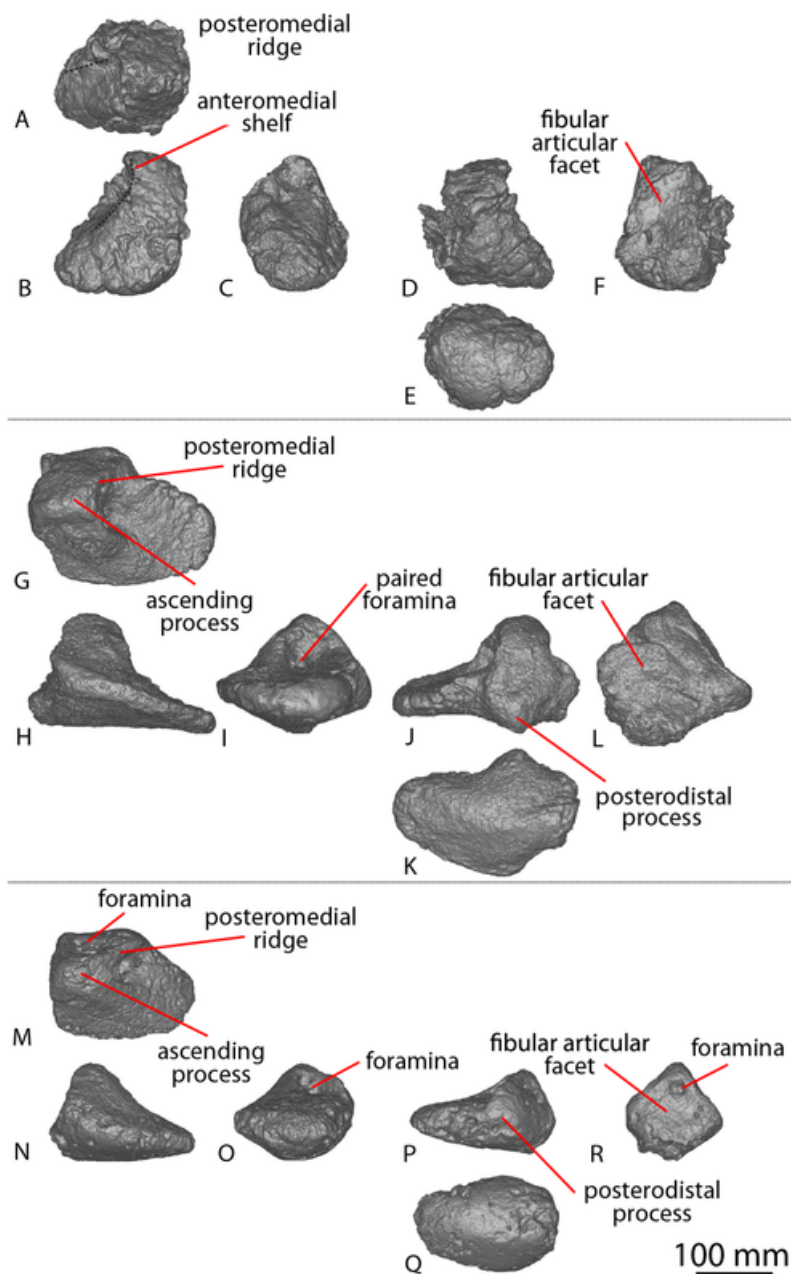 posteromedial
ridge
A
anteromedial
shelf
fibular
articular
facet
B
C
D
F
E
posteromedial
ridge
G
ascending
process
paired
foramina
fibular articular
facet
H
I
J
L
posterodistal
process
K
foramina
posteromedial
ridge
M
ascending
process
foramina
fibular articular
facet
foramina
N
O
P
R
posterodistal
process
Q
100 mm